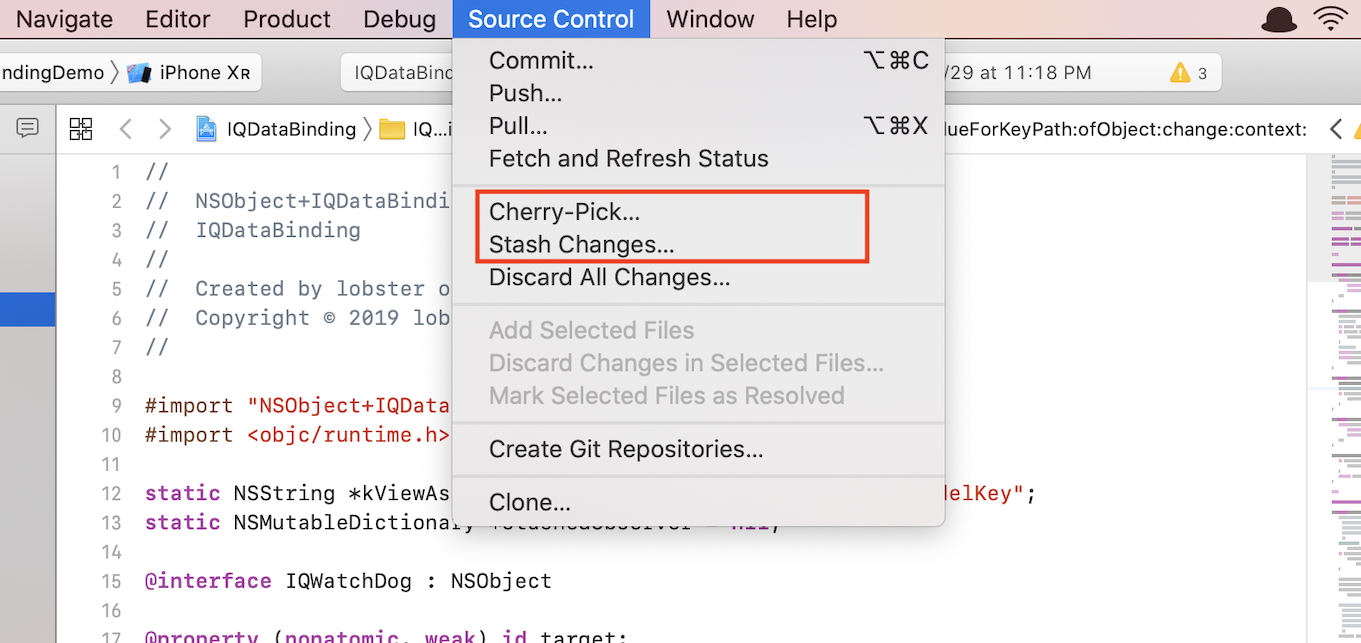 Navigate Editor Product Debug Source Control Window Help
ndingDemo iPhone XR IQDataBin /29 at 11:18 PM 3
IQDataBinding IQ...i ueForKeyPath:ofObject:change:context:
Commit... ⌥⌘C
Push...
Pull... ⌥⌘X
Fetch and Refresh Status
Cherry-Pick...
Stash Changes...
Discard All Changes...
Add Selected Files
Discard Changes in Selected Files...
Mark Selected Files as Resolved
Create Git Repositories...
Clone...
1 //
2 // NSObject+IQDataBindi
3 // IQDataBinding
4 //
5 // Created by lobster o
6 // Copyright © 2019 lob
7 //
8
9 #import "NSObject+IQData
10 #import <objc/runtime.h>
11
12 static NSString *kViewAs elKey";
13 static NSMutableDictionary
14
15 @interface IQWatchDog : NSObject
16
17 @property (nonatomic, weak) id target;